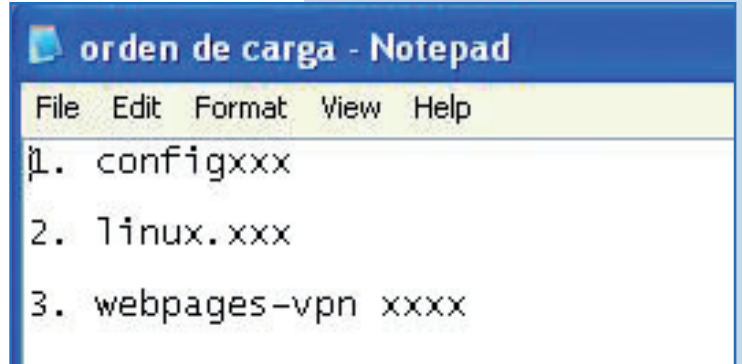 orden de carga - Notepad
File Edit Format View Help
1. configxxx
2. linux.xxx
3. webpages-vpn xxxx